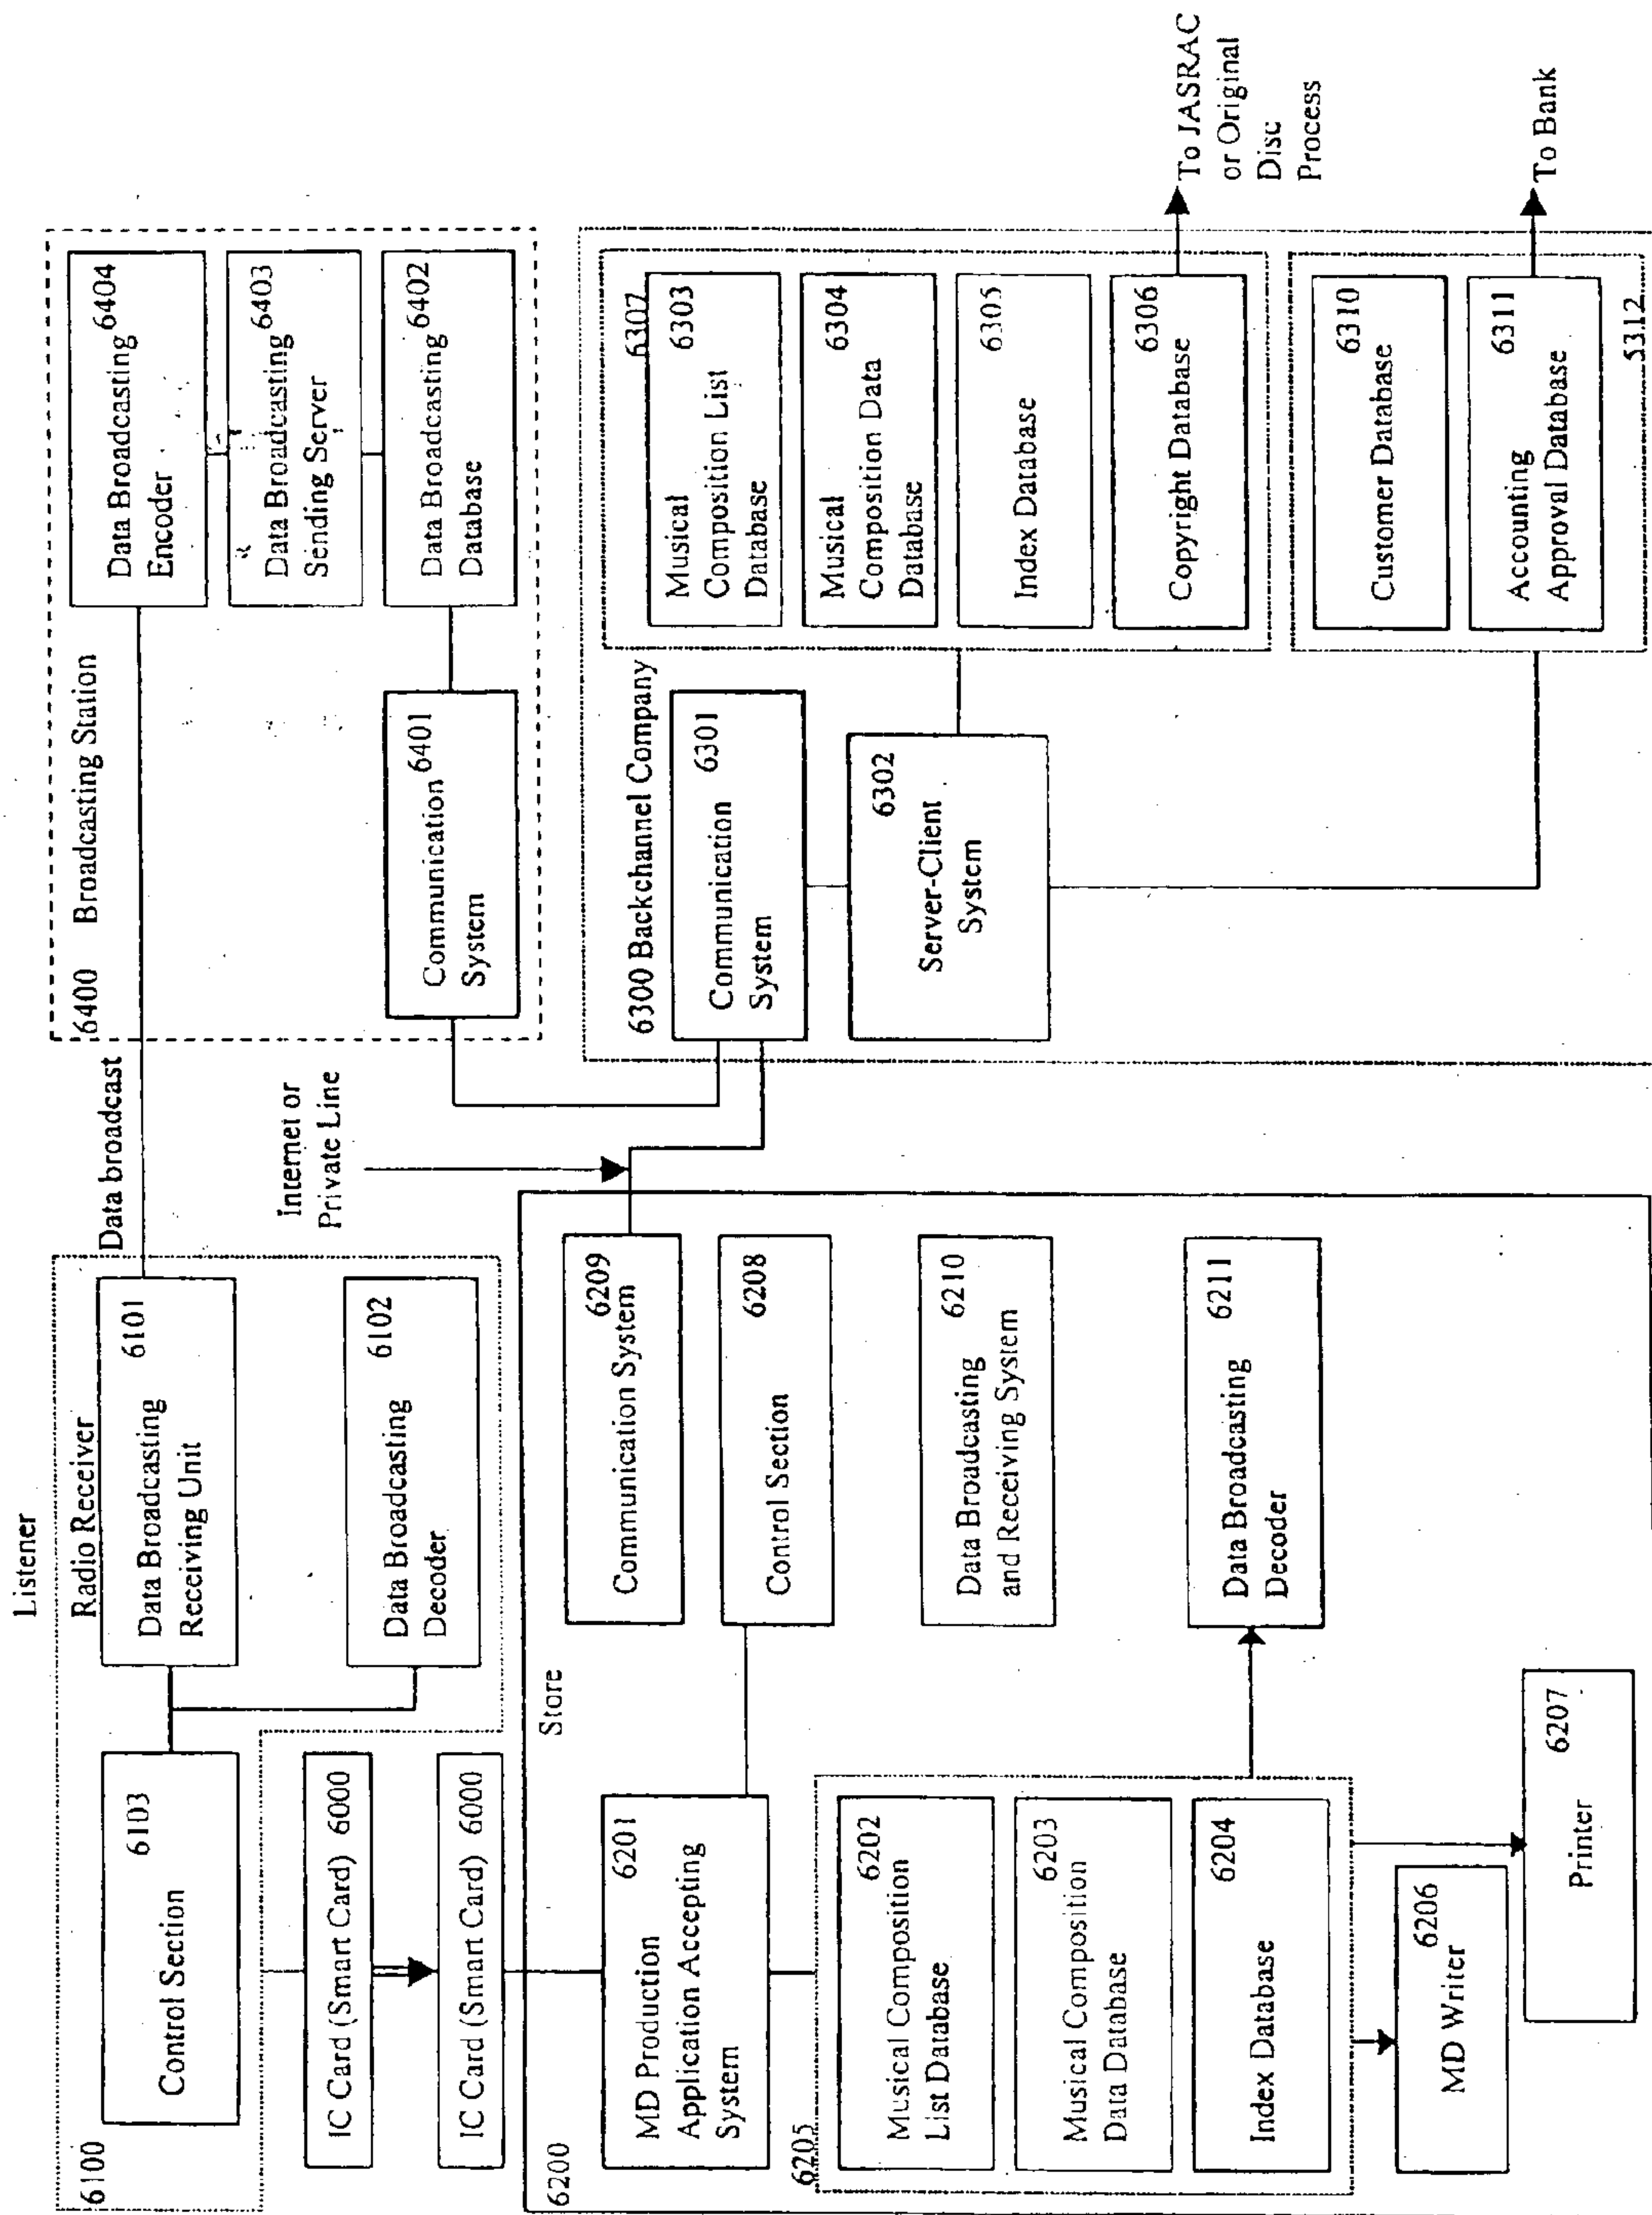 Listener
Radio Receiver
6100
6103
Control Section
6101
Data Broadcasting
Receiving Unit
6102
Data Broadcasting
Decoder
Data broadcast
6400 Broadcasting Station
Data Broadcasting 6404
Encoder
Data Broadcasting 6403
Sending Server
Data Broadcasting 6402
Database
Communication 6401
System
Internet or
Private Line
IC Card (Smart Card) 6000
IC Card (Smart Card) 6000
6200
Store
6201
MD Production
Application Accepting
System
6209
Communication System
6208
Control Section
6210
Data Broadcasting
and Receiving System
6211
Data Broadcasting
Decoder
6205
6202
Musical Composition
List Database
6203
Musical Composition
Data Database
6204
Index Database
6206
MD Writer
6207
Printer
6300 Backchannel Company
6301
Communication
System
6302
Server-Client
System
6307
6303
Musical
Composition List
Database
6304
Musical
Composition Data
Database
6305
Index Database
6306
Copyright Database
To JASRAC
or Original
Disc
Process
6310
Customer Database
6311
Accounting
Approval Database
To Bank
5312